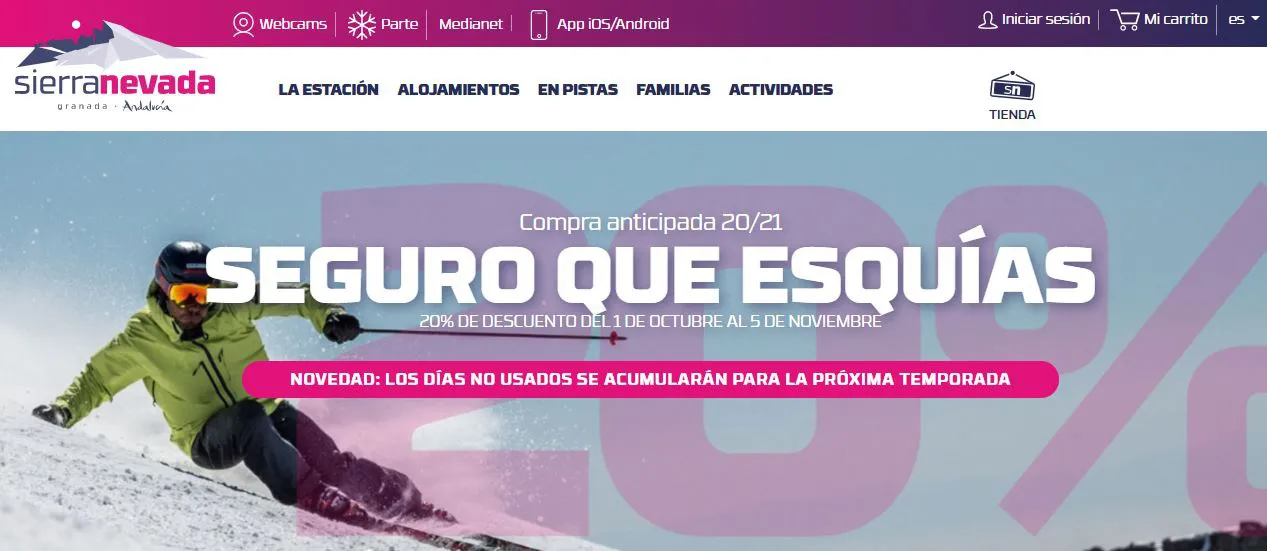 Webcams
Parte
Medianet
App iOS/Android
Iniciar sesión
Mi carrito
es
sierranevada
granada · Andalucía
LA ESTACIÓN
ALOJAMIENTOS
EN PISTAS
FAMILIAS
ACTIVIDADES
sn
TIENDA
20%
Compra anticipada 20/21
SEGURO QUE ESQUÍAS
20% DE DESCUENTO DEL 1 DE OCTUBRE AL 5 DE NOVIEMBRE
NOVEDAD: LOS DÍAS NO USADOS SE ACUMULARÁN PARA LA PRÓXIMA TEMPORADA